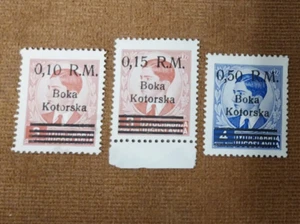 0,10 R.M.
Boka
Kotorska
0,15 R.M.
Boka
Kotorska
0,50 R.M.
Boka
Kotorska